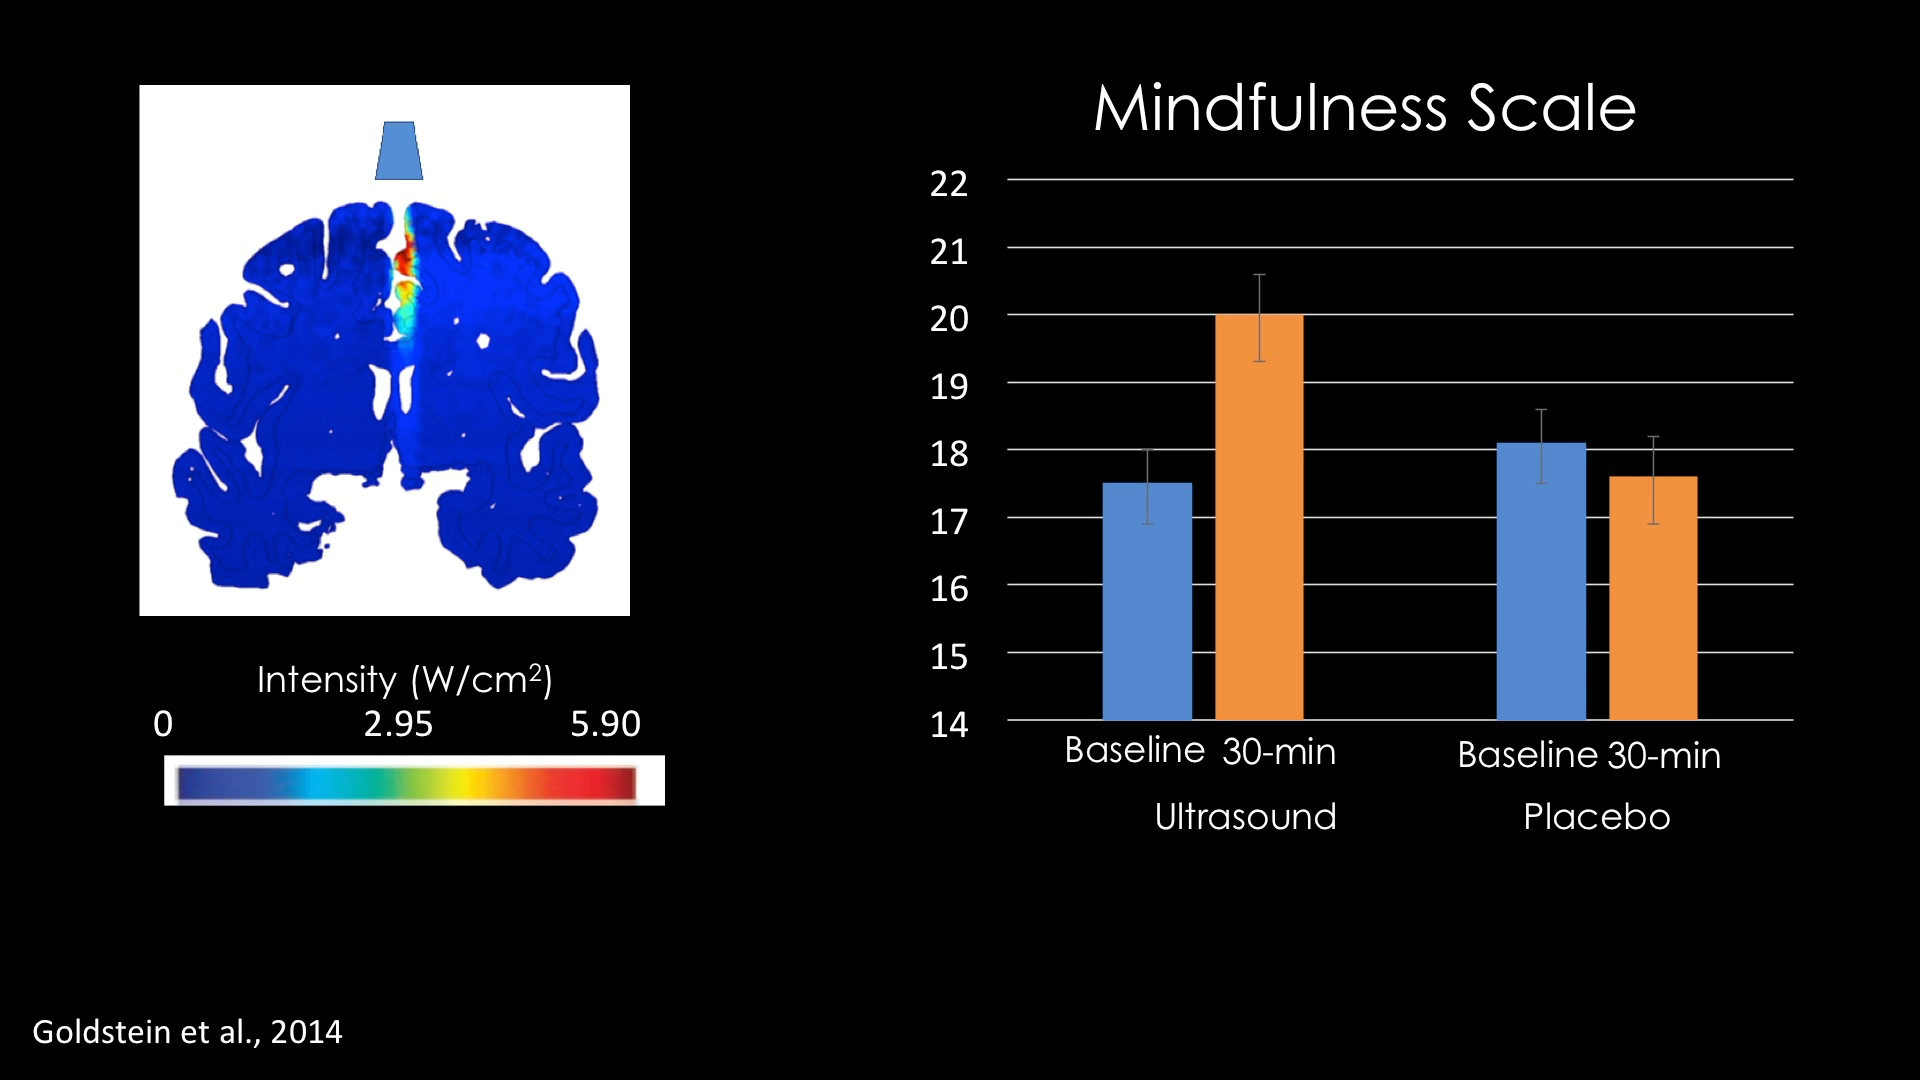 Intensity (W/cm²)
0 2.95 5.90
Mindfulness Scale
22
21
20
19
18
17
16
15
14
Baseline 30-min Baseline 30-min
Ultrasound Placebo
Goldstein et al., 2014